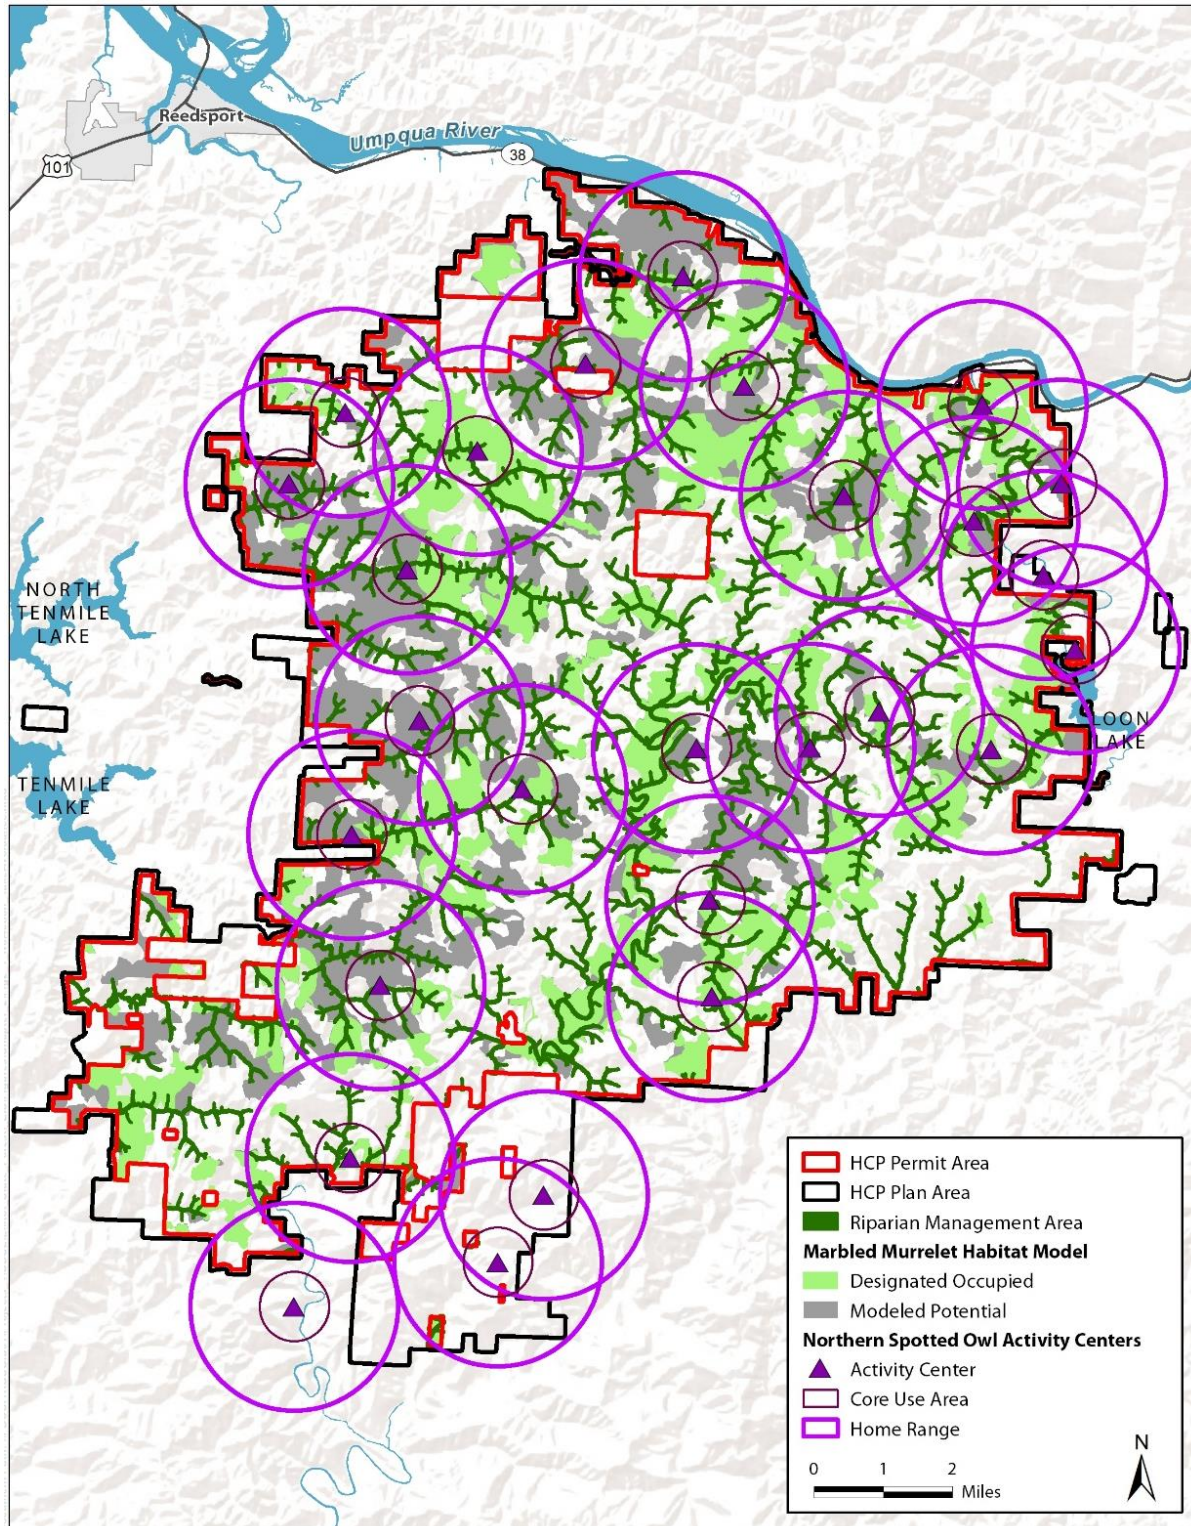 Reedsport
Umpqua River
38
101
NORTH
TENMILE
LAKE
TENMILE
LAKE
LOON
LAKE
HCP Permit Area
HCP Plan Area
Riparian Management Area
Marbled Murrelet Habitat Model
Designated Occupied
Modeled Potential
Northern Spotted Owl Activity Centers
Activity Center
Core Use Area
Home Range
N
0 1 2
Miles